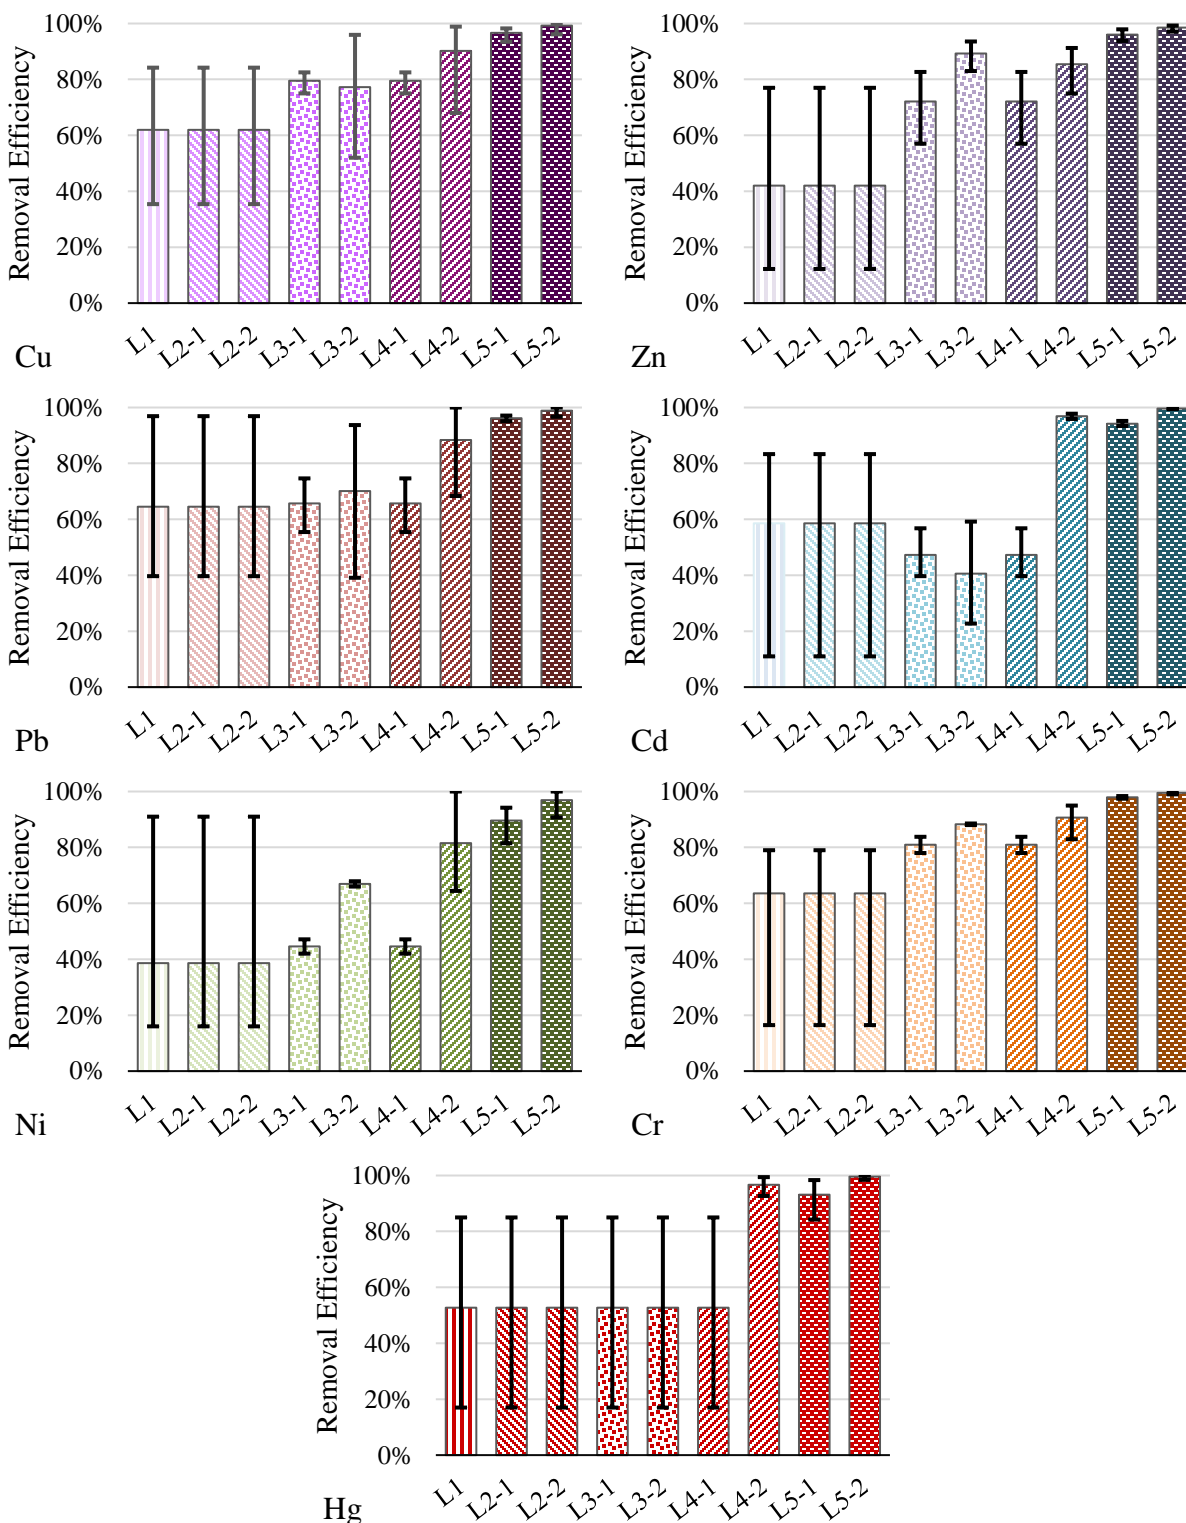 100%
80%
60%
40%
20%
0%
Removal Efficiency
L1
L2-1
L2-2
L3-1
L3-2
L4-1
L4-2
L5-1
L5-2
Cu
100%
80%
60%
40%
20%
0%
Removal Efficiency
L1
L2-1
L2-2
L3-1
L3-2
L4-1
L4-2
L5-1
L5-2
Zn
100%
80%
60%
40%
20%
0%
Removal Efficiency
L1
L2-1
L2-2
L3-1
L3-2
L4-1
L4-2
L5-1
L5-2
Pb
100%
80%
60%
40%
20%
0%
Removal Efficiency
L1
L2-1
L2-2
L3-1
L3-2
L4-1
L4-2
L5-1
L5-2
Cd
100%
80%
60%
40%
20%
0%
Removal Efficiency
L1
L2-1
L2-2
L3-1
L3-2
L4-1
L4-2
L5-1
L5-2
Ni
100%
80%
60%
40%
20%
0%
Removal Efficiency
L1
L2-1
L2-2
L3-1
L3-2
L4-1
L4-2
L5-1
L5-2
Cr
100%
80%
60%
40%
20%
0%
Removal Efficiency
L1
L2-1
L2-2
L3-1
L3-2
L4-1
L4-2
L5-1
L5-2
Hg